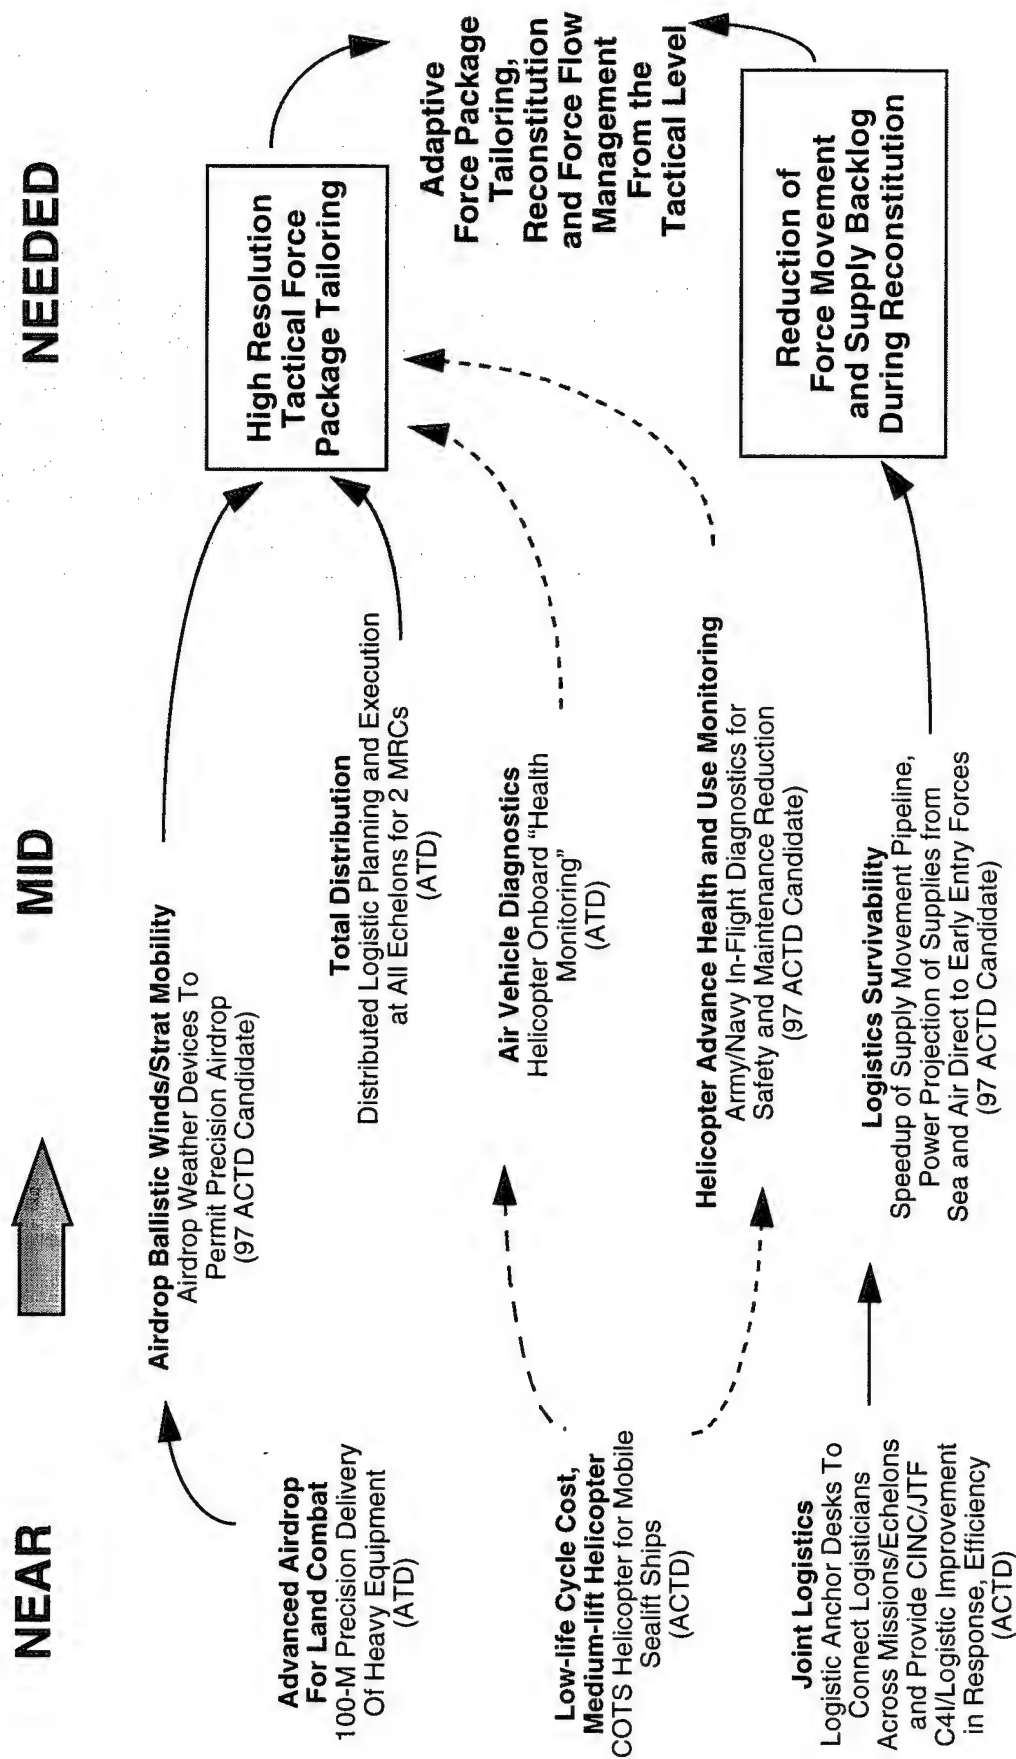 NEAR
MID
NEEDED
Advanced Airdrop
For Land Combat
100-M Precision Delivery
Of Heavy Equipment
(ATD)
Low-life Cycle Cost,
Medium-lift Helicopter
COTS Helicopter for Mobile
Sealift Ships
(ACTD)
Joint Logistics
Logistic Anchor Desks To
Connect Logisticians
Across Missions/Echelons
and Provide CINC/JTF
C4I/Logistic Improvement
in Response, Efficiency
(ACTD)
Airdrop Ballistic Winds/Strat Mobility
Airdrop Weather Devices To
Permit Precision Airdrop
(97 ACTD Candidate)
Total Distribution
Distributed Logistic Planning and Execution
at All Echelons for 2 MRCs
(ATD)
Air Vehicle Diagnostics
Helicopter Onboard "Health
Monitoring"
(ATD)
Helicopter Advance Health and Use Monitoring
Army/Navy In-Flight Diagnostics for
Safety and Maintenance Reduction
(97 ACTD Candidate)
Logistics Survivability
Speedup of Supply Movement Pipeline,
Power Projection of Supplies from
Sea and Air Direct to Early Entry Forces
(97 ACTD Candidate)
High Resolution
Tactical Force
Package Tailoring
Adaptive
Force Package
Tailoring,
Reconstitution
and Force Flow
Management
From the
Tactical Level
Reduction of
Force Movement
and Supply Backlog
During Reconstitution